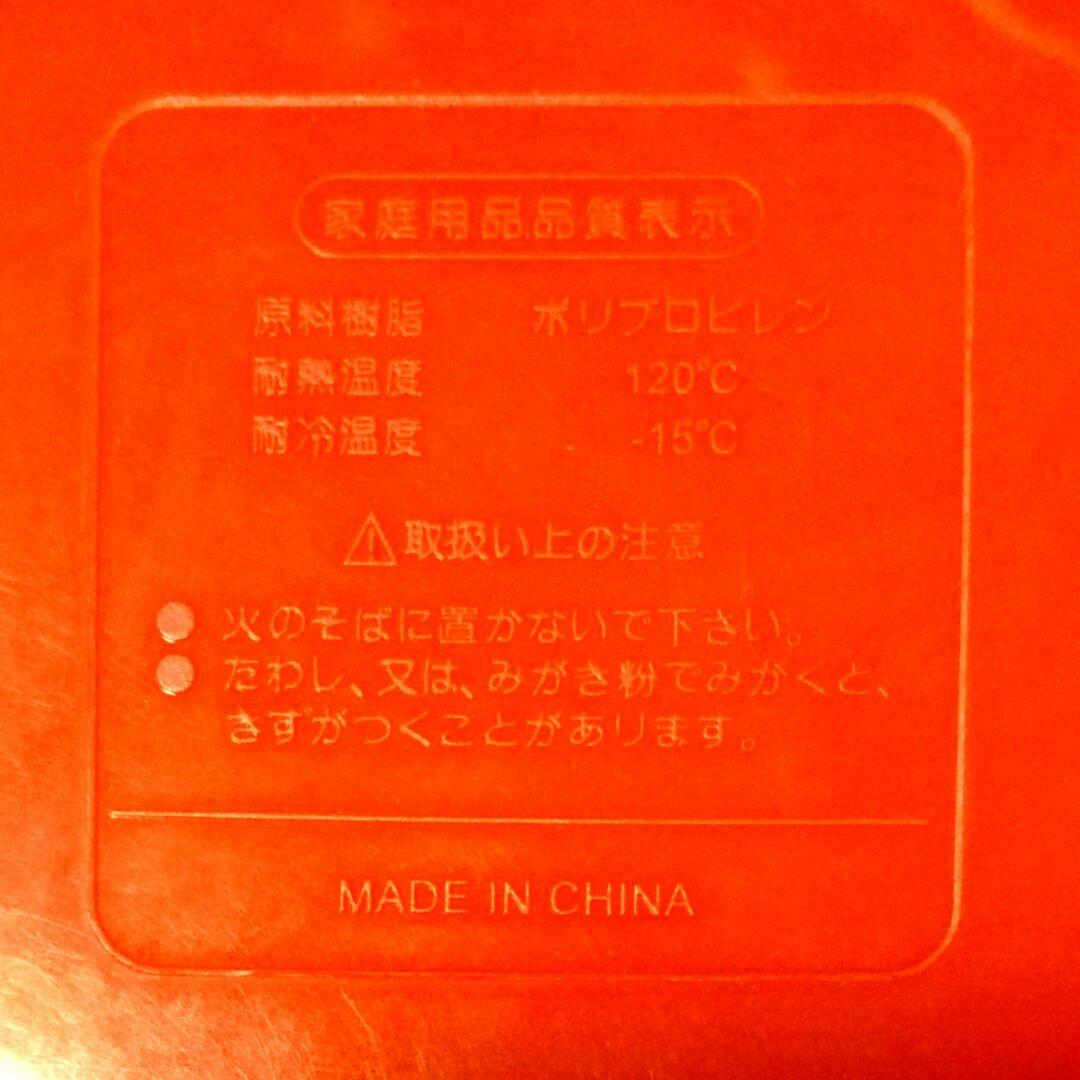 家庭用品品質表示
原料樹脂 ポリプロピレン
耐熱温度 120℃
耐冷温度 -15℃
⚠取扱い上の注意
● 火のそばに置かないで下さい。
● たわし、又は、みがき粉でみがくと、
きずがつくことがあります。
MADE IN CHINA